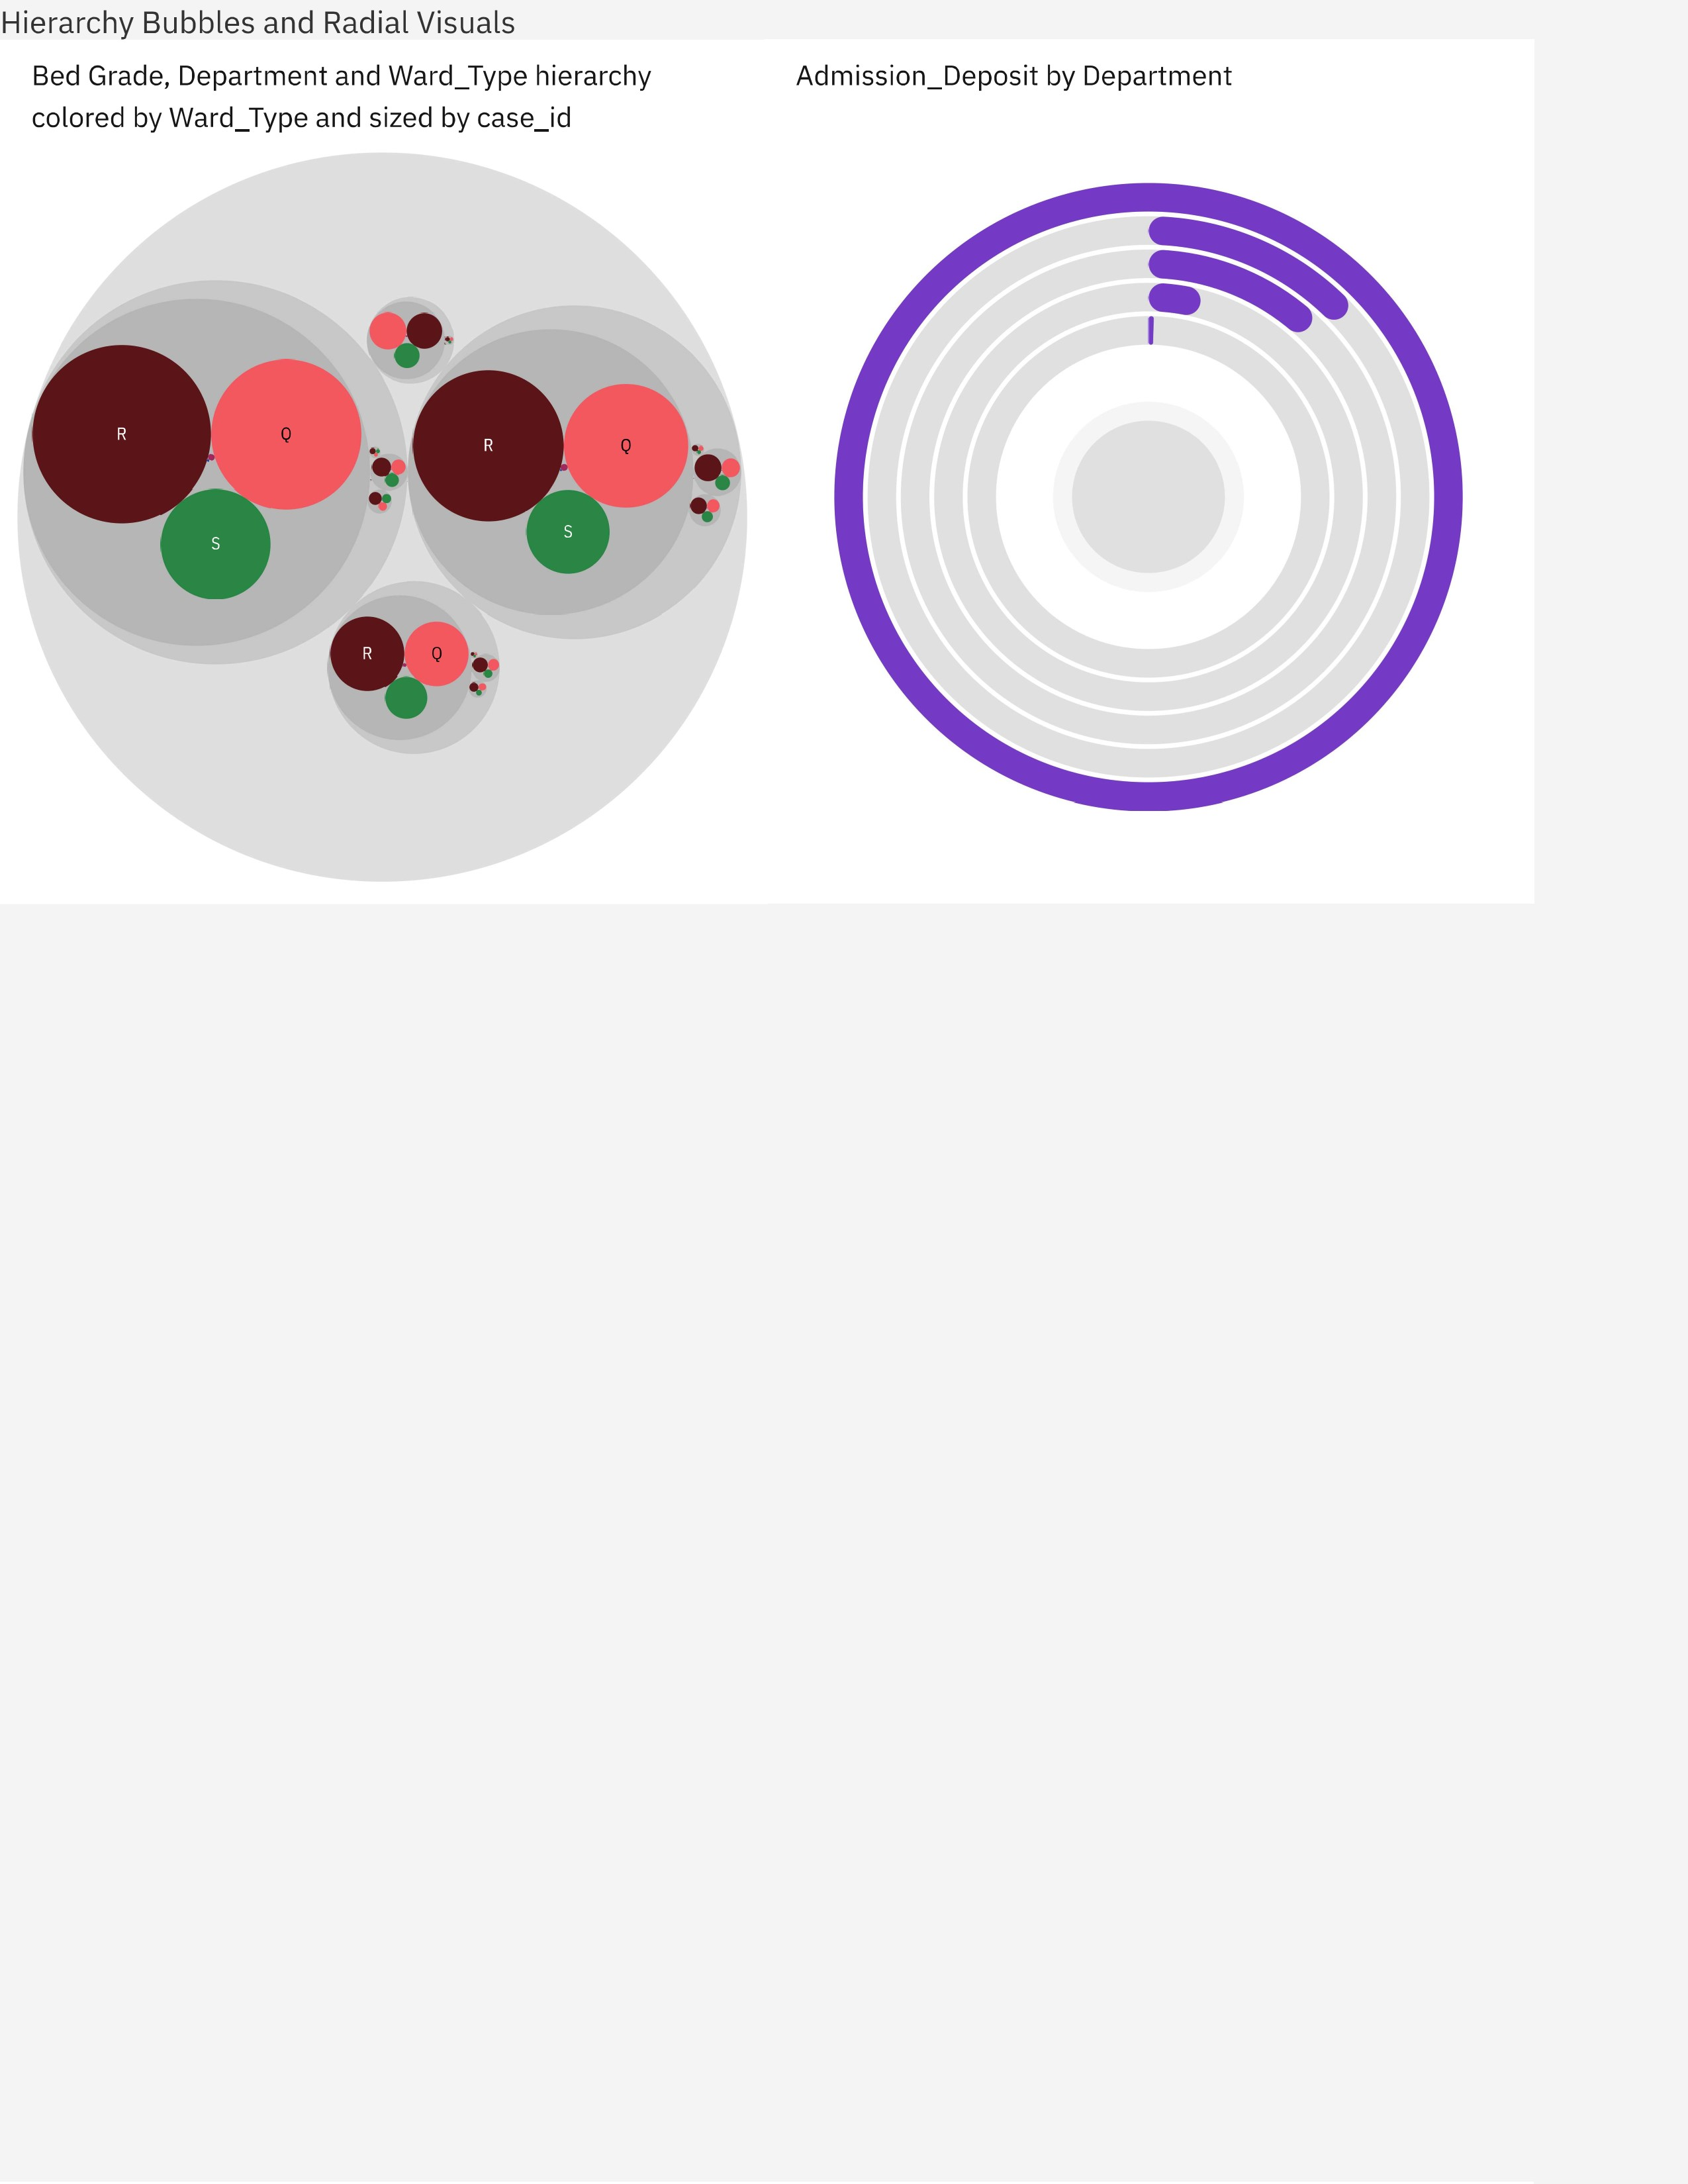 Hierarchy Bubbles and Radial Visuals
Bed Grade, Department and Ward_Type hierarchy
colored by Ward_Type and sized by case_id
Admission_Deposit by Department
R
Q
S
R
Q
S
R
Q